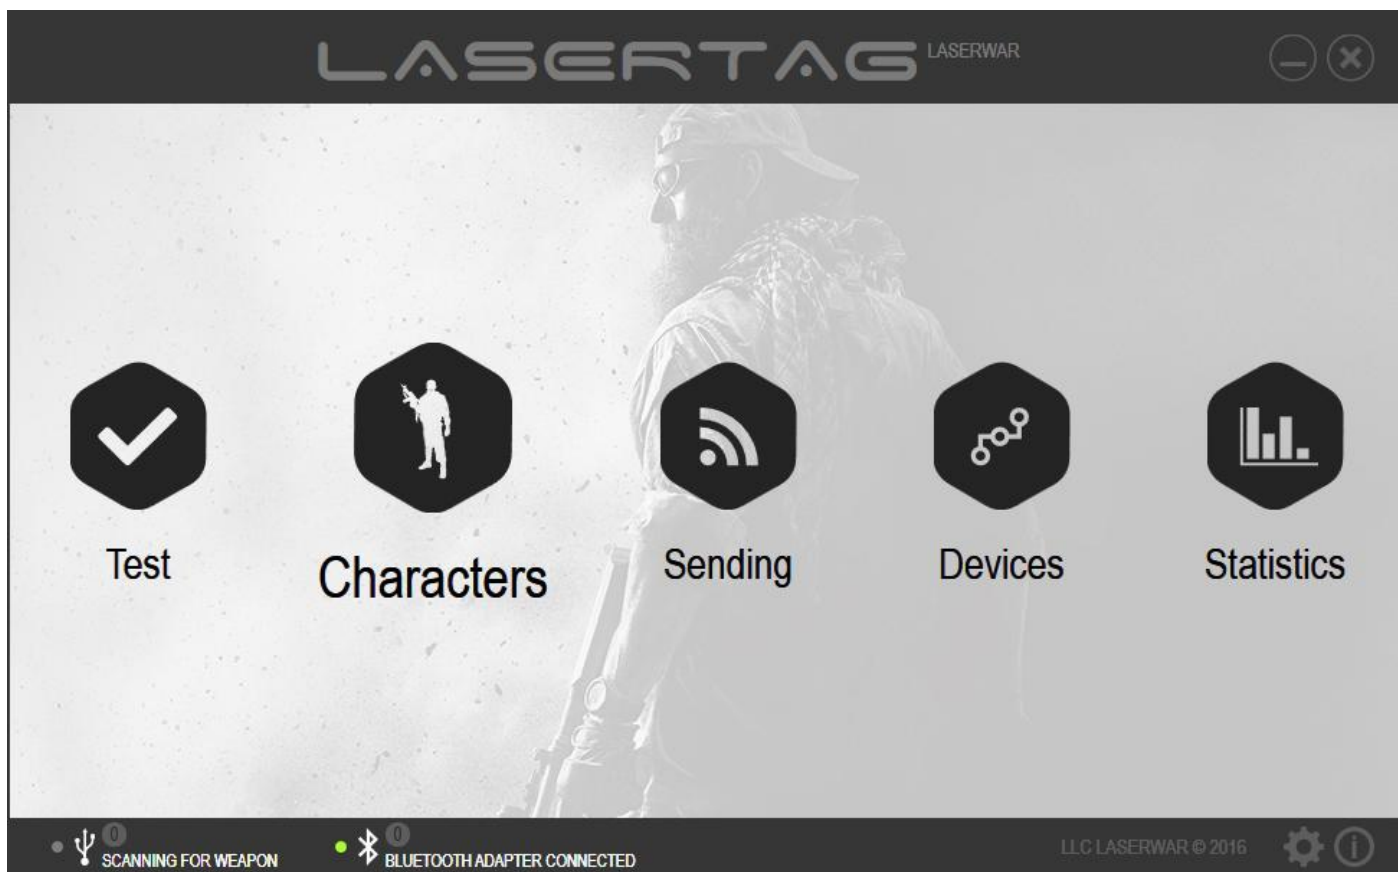 LASERTAG LASERWAR
Test
Characters
Sending
Devices
Statistics
0
SCANNING FOR WEAPON
0
BLUETOOTH ADAPTER CONNECTED
LLC LASERWAR © 2016